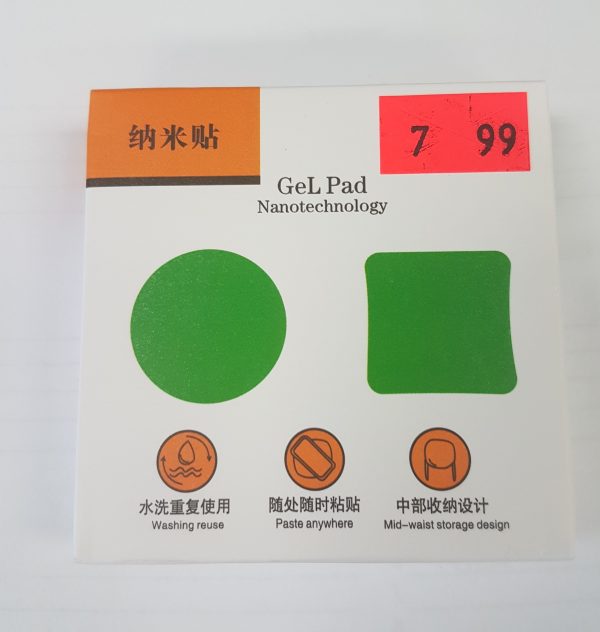 纳米贴
7 99
GeL Pad
Nanotechnology
水洗重复使用
Washing reuse
随处随时粘贴
Paste anywhere
中部收纳设计
Mid-waist storage design